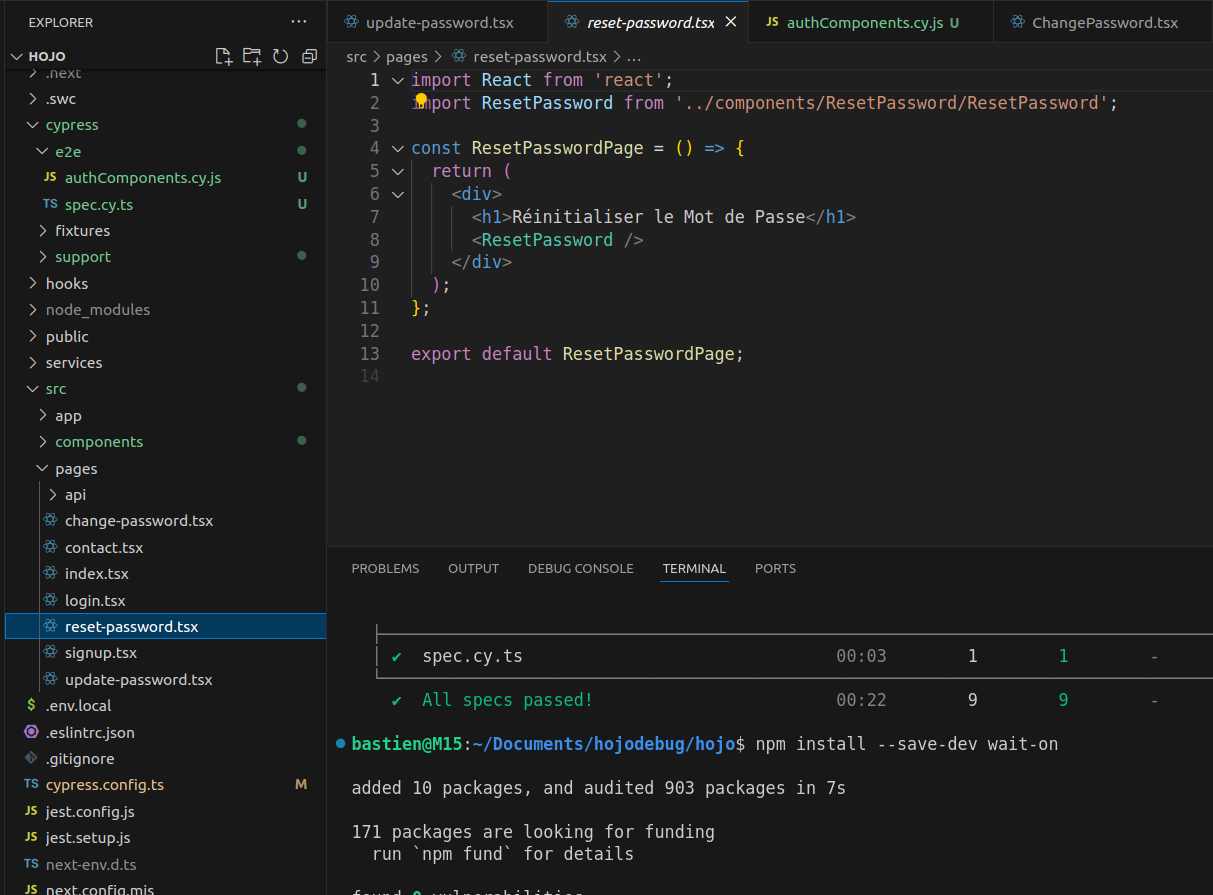 EXPLORER
HOJO
.next
.swc
cypress
e2e
JS authComponents.cy.js U
TS spec.cy.ts U
fixtures
support
hooks
node_modules
public
services
src
app
components
pages
api
change-password.tsx
contact.tsx
index.tsx
login.tsx
reset-password.tsx
signup.tsx
update-password.tsx
$ .env.local
.eslintrc.json
.gitignore
TS cypress.config.ts M
JS jest.config.js
JS jest.setup.js
TS next-env.d.ts
JS next.config.mjs
update-password.tsx reset-password.tsx JS authComponents.cy.js U ChangePassword.tsx
src > pages > reset-password.tsx > ...
1 import React from 'react';
2 import ResetPassword from '../components/ResetPassword/ResetPassword';
3
4 const ResetPasswordPage = () => {
5 return (
6 <div>
7 <h1>Réinitialiser le Mot de Passe</h1>
8 <ResetPassword />
9 </div>
10 );
11 };
12
13 export default ResetPasswordPage;
14
PROBLEMS OUTPUT DEBUG CONSOLE TERMINAL PORTS
✔ spec.cy.ts 00:03 1 1 -
✔ All specs passed! 00:22 9 9 -
bastien@M15:~/Documents/hojodebug/hojo$ npm install --save-dev wait-on
added 10 packages, and audited 903 packages in 7s
171 packages are looking for funding
run `npm fund` for details
found 0 vulnerabilities